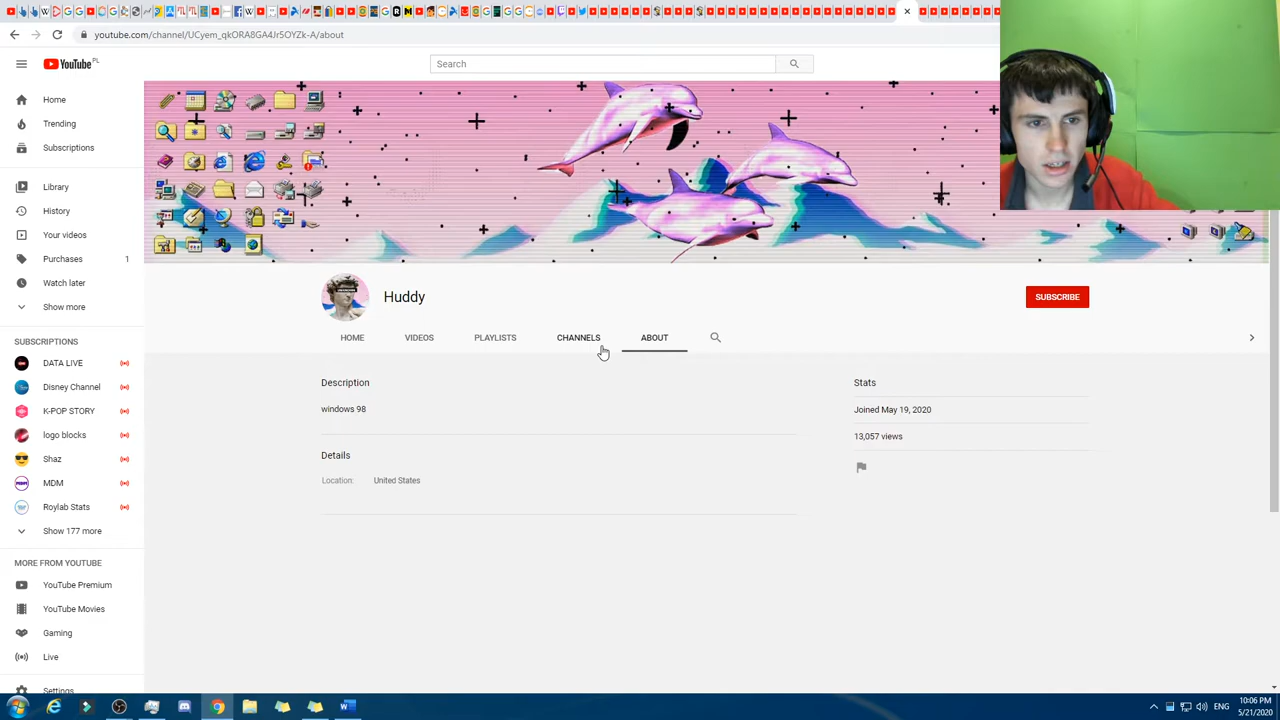 youtube.com/channel/UCyem_qkORA8GA4Jr5OYZk-A/about
YouTube PL
Search
Home
Trending
Subscriptions
Library
History
Your videos
Purchases 1
Watch later
Show more
SUBSCRIPTIONS
DATA LIVE
Disney Channel
K-POP STORY
logo blocks
Shaz
MDM
Roylab Stats
Show 177 more
MORE FROM YOUTUBE
YouTube Premium
YouTube Movies
Gaming
Live
Settings
Huddy
SUBSCRIBE
HOME VIDEOS PLAYLISTS CHANNELS ABOUT
Description
windows 98
Details
Location: United States
Stats
Joined May 19, 2020
13,057 views
ENG
10:06 PM
5/21/2020